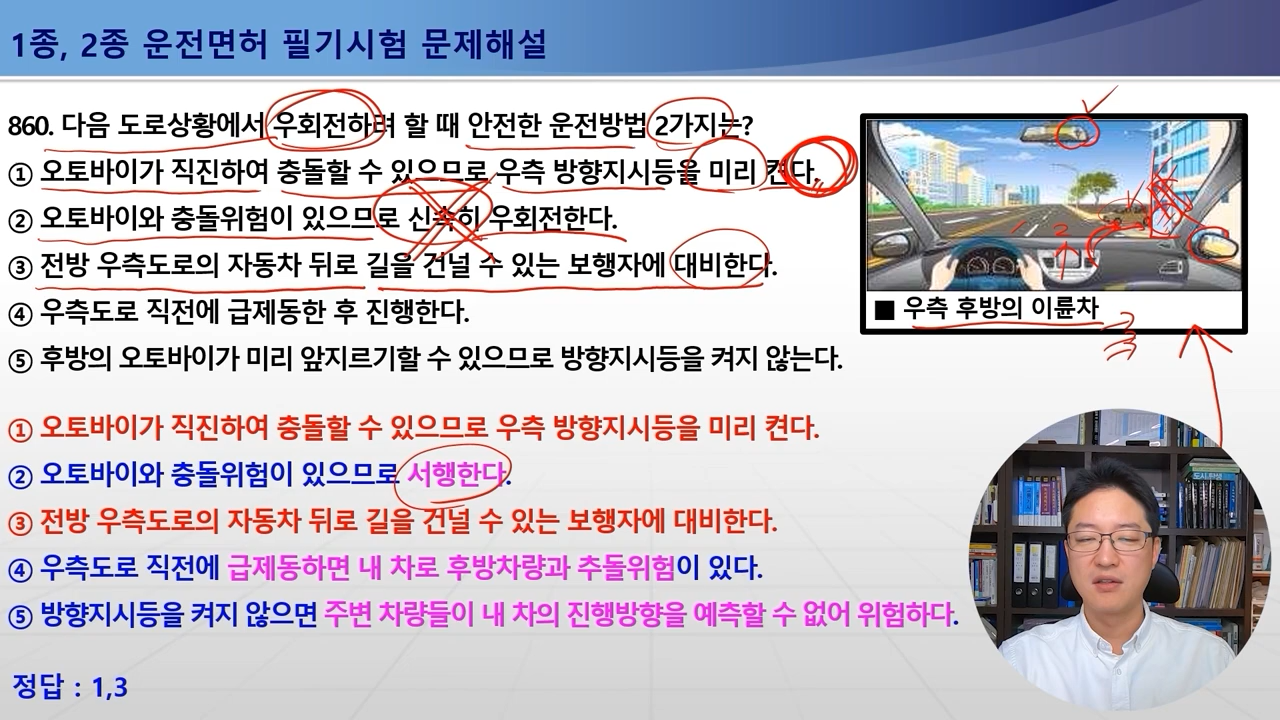 1종, 2종 운전면허 필기시험 문제해설
860. 다음 도로상황에서 우회전하려 할 때 안전한 운전방법 2가지는?
① 오토바이가 직진하여 충돌할 수 있으므로 우측 방향지시등을 미리 켠다.
② 오토바이와 충돌위험이 있으므로 신속히 우회전한다.
③ 전방 우측도로의 자동차 뒤로 길을 건널 수 있는 보행자에 대비한다.
④ 우측도로 직전에 급제동한 후 진행한다.
⑤ 후방의 오토바이가 미리 앞지르기할 수 있으므로 방향지시등을 켜지 않는다.
■ 우측 후방의 이륜차
① 오토바이가 직진하여 충돌할 수 있으므로 우측 방향지시등을 미리 켠다.
② 오토바이와 충돌위험이 있으므로 서행한다.
③ 전방 우측도로의 자동차 뒤로 길을 건널 수 있는 보행자에 대비한다.
④ 우측도로 직전에 급제동하면 내 차로 후방차량과 추돌위험이 있다.
⑤ 방향지시등을 켜지 않으면 주변 차량들이 내 차의 진행방향을 예측할 수 없어 위험하다.
정답 : 1,3